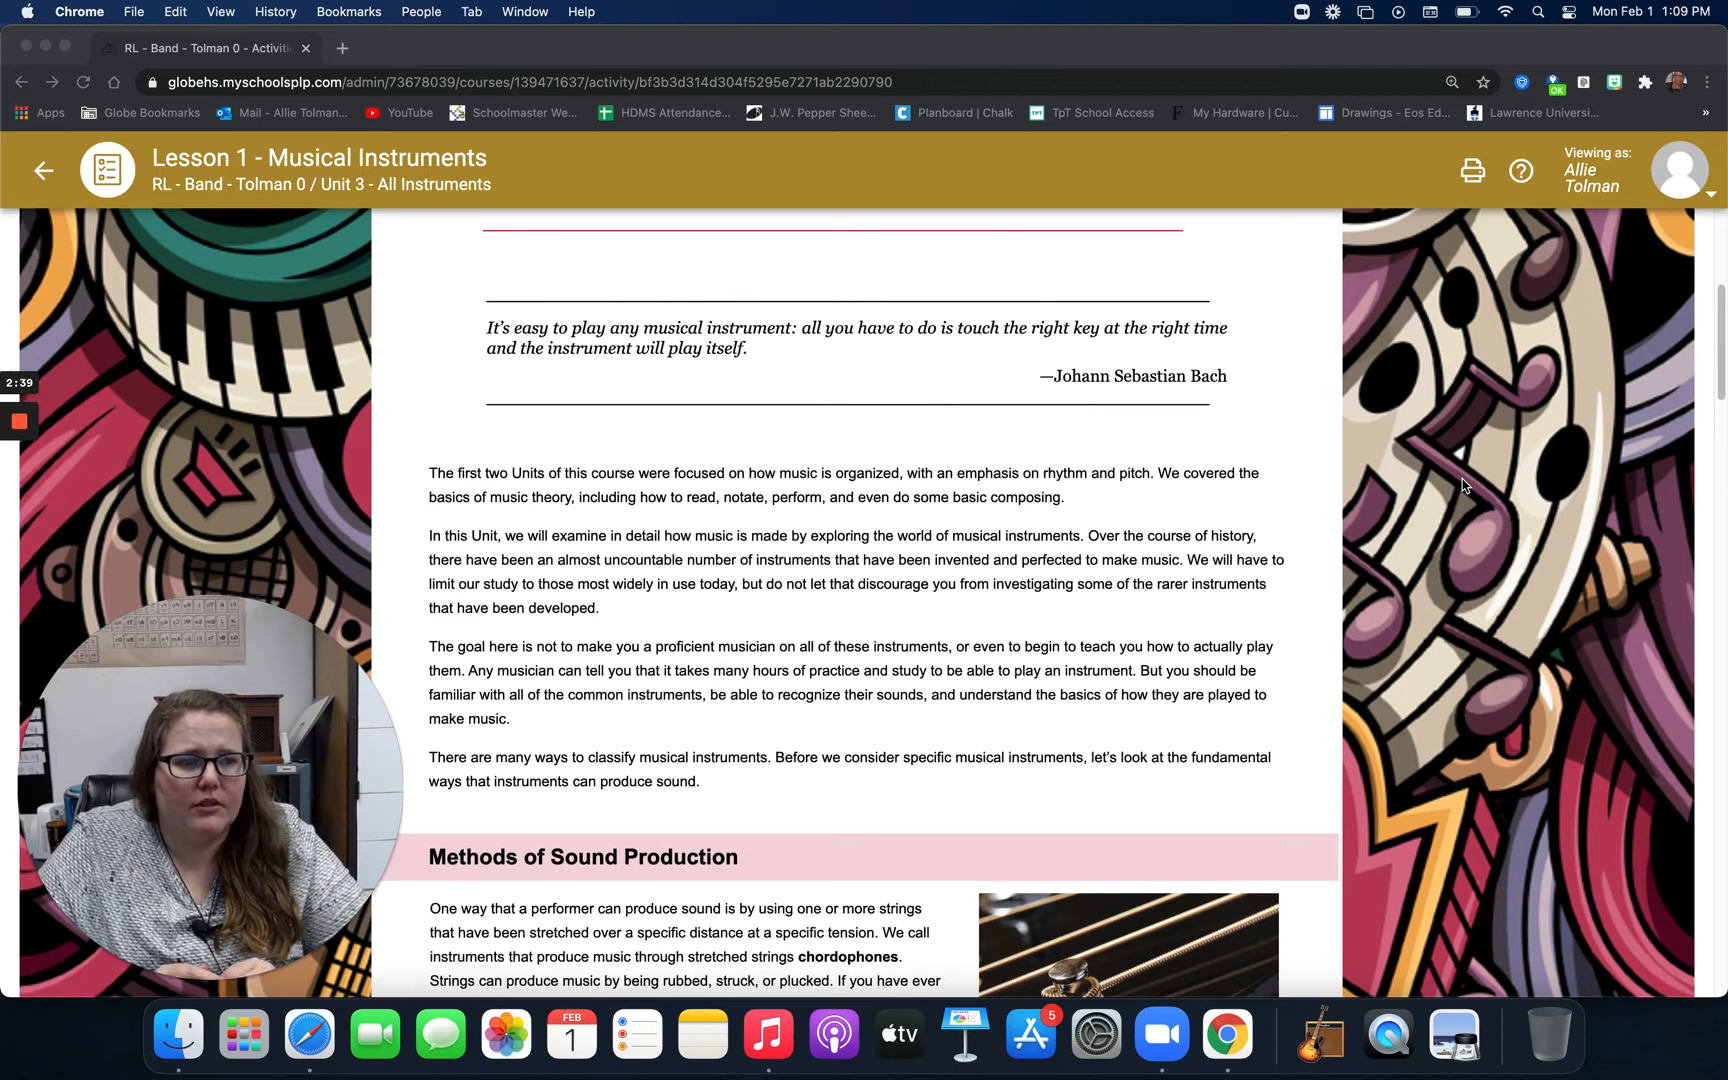 Chrome File Edit View History Bookmarks People Tab Window Help
Mon Feb 1 1:09 PM
RL - Band - Tolman 0 - Activiti
globehs.myschoolsplp.com/admin/73678039/courses/139471637/activity/bf3b3d314d304f5295e7271ab2290790
OK
Apps Globe Bookmarks Mail - Allie Tolman... YouTube Schoolmaster We... HDMS Attendance... J.W. Pepper Shee... Planboard | Chalk TPT TpT School Access My Hardware | Cu... Drawings - Eos Ed... Lawrence Universi... »
Lesson 1 - Musical Instruments
RL - Band - Tolman 0 / Unit 3 - All Instruments
Viewing as:
Allie
Tolman
It's easy to play any musical instrument: all you have to do is touch the right key at the right time
and the instrument will play itself.
—Johann Sebastian Bach
2:39
The first two Units of this course were focused on how music is organized, with an emphasis on rhythm and pitch. We covered the
basics of music theory, including how to read, notate, perform, and even do some basic composing.
In this Unit, we will examine in detail how music is made by exploring the world of musical instruments. Over the course of history,
there have been an almost uncountable number of instruments that have been invented and perfected to make music. We will have to
limit our study to those most widely in use today, but do not let that discourage you from investigating some of the rarer instruments
that have been developed.
The goal here is not to make you a proficient musician on all of these instruments, or even to begin to teach you how to actually play
them. Any musician can tell you that it takes many hours of practice and study to be able to play an instrument. But you should be
familiar with all of the common instruments, be able to recognize their sounds, and understand the basics of how they are played to
make music.
There are many ways to classify musical instruments. Before we consider specific musical instruments, let's look at the fundamental
ways that instruments can produce sound.
Methods of Sound Production
One way that a performer can produce sound is by using one or more strings
that have been stretched over a specific distance at a specific tension. We call
instruments that produce music through stretched strings chordophones.
Strings can produce music by being rubbed, struck, or plucked. If you have ever
FEB
1
tv
5